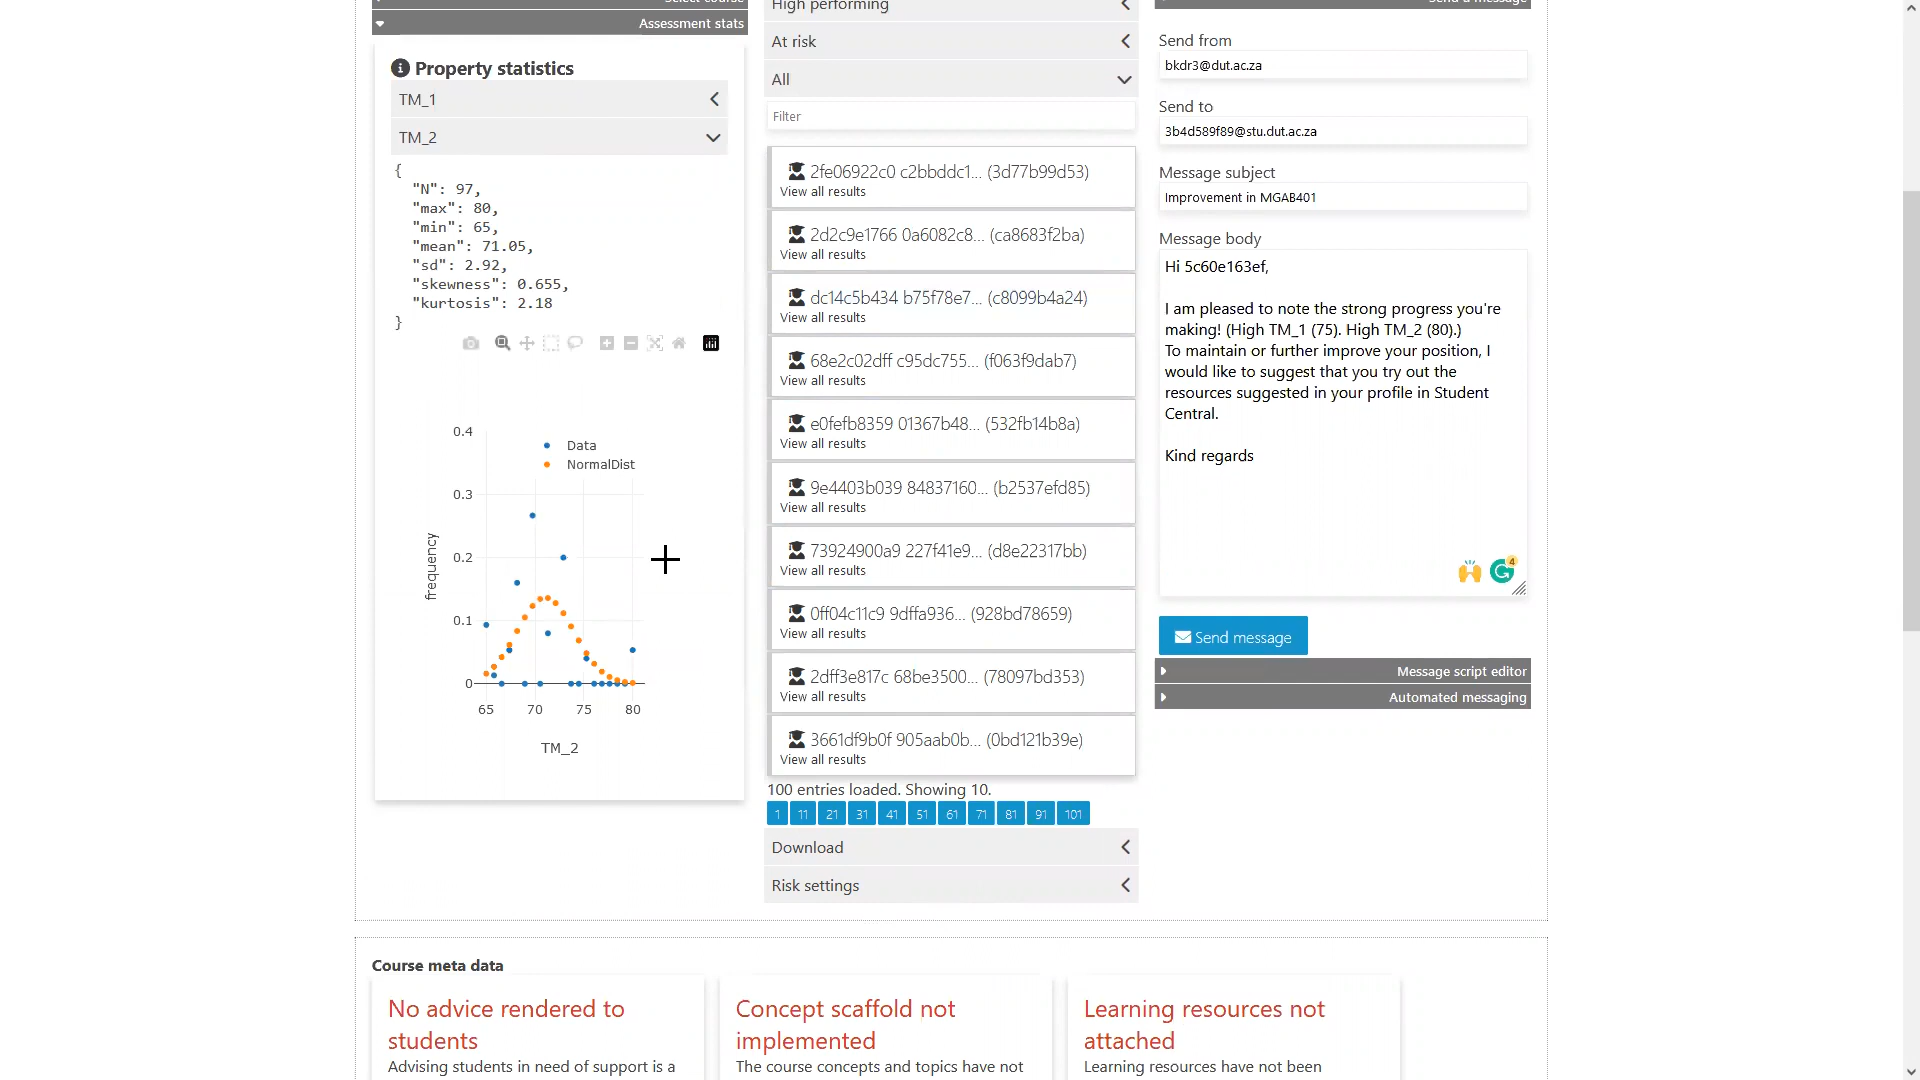 Select course
Assessment stats
Property statistics
TM_1
TM_2
{
"N": 97,
"max": 80,
"min": 65,
"mean": 71.05,
"sd": 2.92,
"skewness": 0.655,
"kurtosis": 2.18
}
0.4
0.3
0.2
0.1
0
frequency
Data
NormalDist
65
70
75
80
TM_2
High performing
At risk
All
Filter
2fe06922c0 c2bbddc1... (3d77b99d53)
View all results
2d2c9e1766 0a6082c8... (ca8683f2ba)
View all results
dc14c5b434 b75f78e7... (c8099b4a24)
View all results
68e2c02dff c95dc755... (f063f9dab7)
View all results
e0fefb8359 01367b48... (532fb14b8a)
View all results
9e4403b039 84837160... (b2537efd85)
View all results
73924900a9 227f41e9... (d8e22317bb)
View all results
0ff04c11c9 9dffa936... (928bd78659)
View all results
2dff3e817c 68be3500... (78097bd353)
View all results
3661df9b0f 905aab0b... (0bd121b39e)
View all results
100 entries loaded. Showing 10.
1 11 21 31 41 51 61 71 81 91 101
Download
Risk settings
Send a message
Send from
bkdr3@dut.ac.za
Send to
3b4d589f89@stu.dut.ac.za
Message subject
Improvement in MGAB401
Message body
Hi 5c60e163ef,
I am pleased to note the strong progress you're
making! (High TM_1 (75). High TM_2 (80).)
To maintain or further improve your position, I
would like to suggest that you try out the
resources suggested in your profile in Student
Central.
Kind regards
4
Send message
Message script editor
Automated messaging
Course meta data
No advice rendered to
students
Advising students in need of support is a
Concept scaffold not
implemented
The course concepts and topics have not
Learning resources not
attached
Learning resources have not been